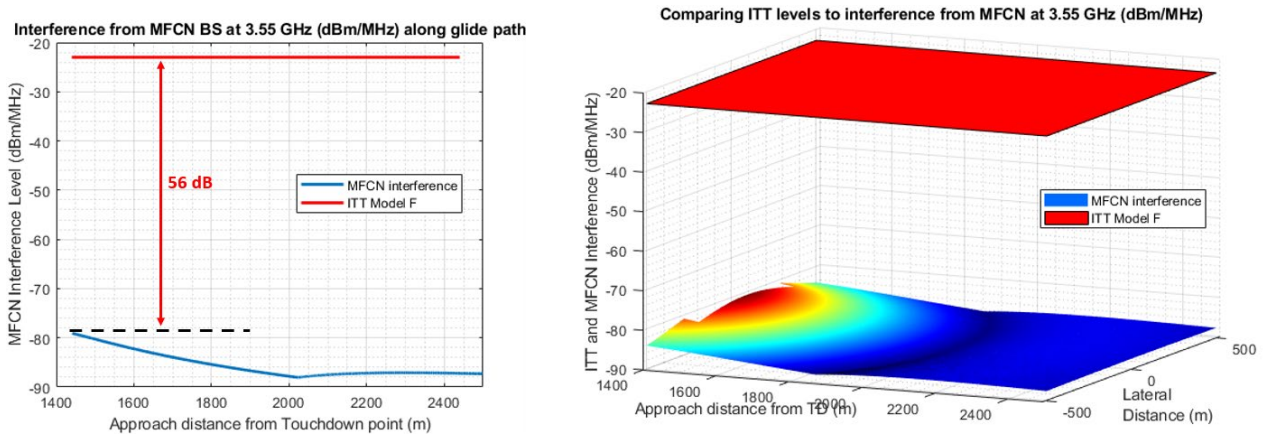 Interference from MFCN BS at 3.55 GHz (dBm/MHz) along glide path
MFCN Interference Level (dBm/MHz)
-20
-30
-40
-50
-60
-70
-80
-90
56 dB
MFCN interference
ITT Model F
1400
1600
1800
2000
2200
2400
Approach distance from Touchdown point (m)
Comparing ITT levels to interference from MFCN at 3.55 GHz (dBm/MHz)
ITT and MFCN Interference (dBm/MHz)
-20
-30
-40
-50
-60
-70
-80
-90
MFCN interference
ITT Model F
1400
1600
1800
2000
2200
2400
Approach distance from TD (m)
-500
0
500
Lateral
Distance (m)